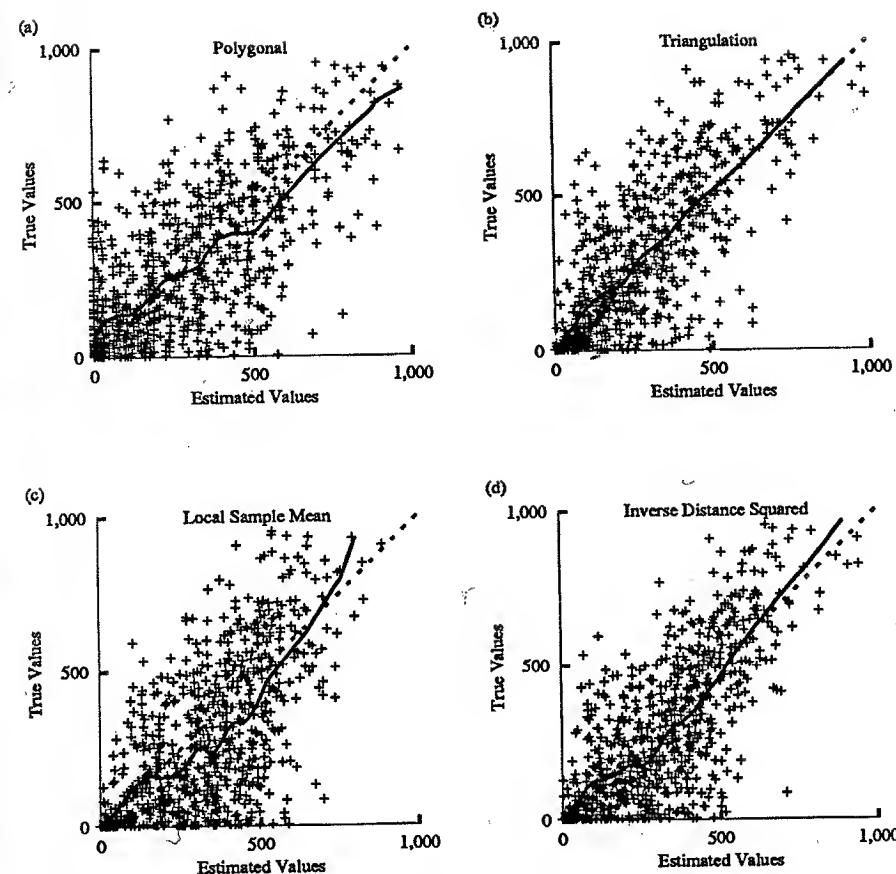 (a)
Polygonal
1,000
500
0
True Values
0
500
1,000
Estimated Values
(b)
Triangulation
1,000
500
0
True Values
0
500
1,000
Estimated Values
(c)
Local Sample Mean
1,000
500
0
True Values
0
500
1,000
Estimated Values
(d)
Inverse Distance Squared
1,000
500
0
True Values
0
500
1,000
Estimated Values